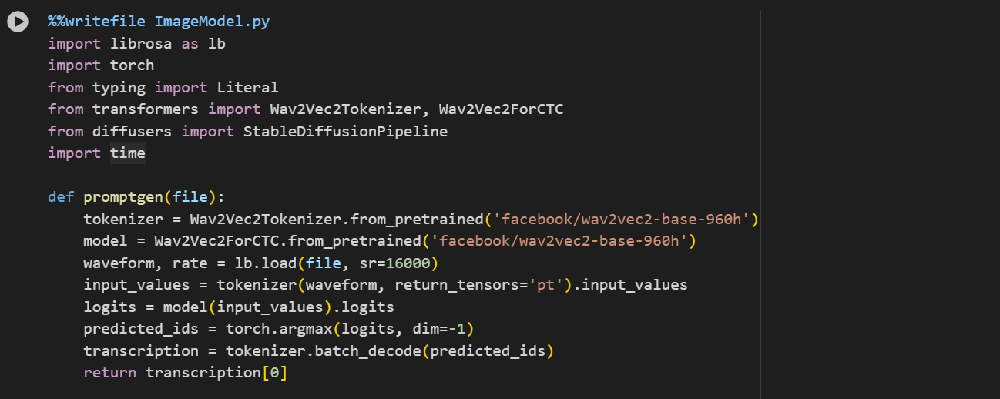 %%writefile ImageModel.py
import librosa as lb
import torch
from typing import Literal
from transformers import Wav2Vec2Tokenizer, Wav2Vec2ForCTC
from diffusers import StableDiffusionPipeline
import time

def promptgen(file):
    tokenizer = Wav2Vec2Tokenizer.from_pretrained('facebook/wav2vec2-base-960h')
    model = Wav2Vec2ForCTC.from_pretrained('facebook/wav2vec2-base-960h')
    waveform, rate = lb.load(file, sr=16000)
    input_values = tokenizer(waveform, return_tensors='pt').input_values
    logits = model(input_values).logits
    predicted_ids = torch.argmax(logits, dim=-1)
    transcription = tokenizer.batch_decode(predicted_ids)
    return transcription[0]